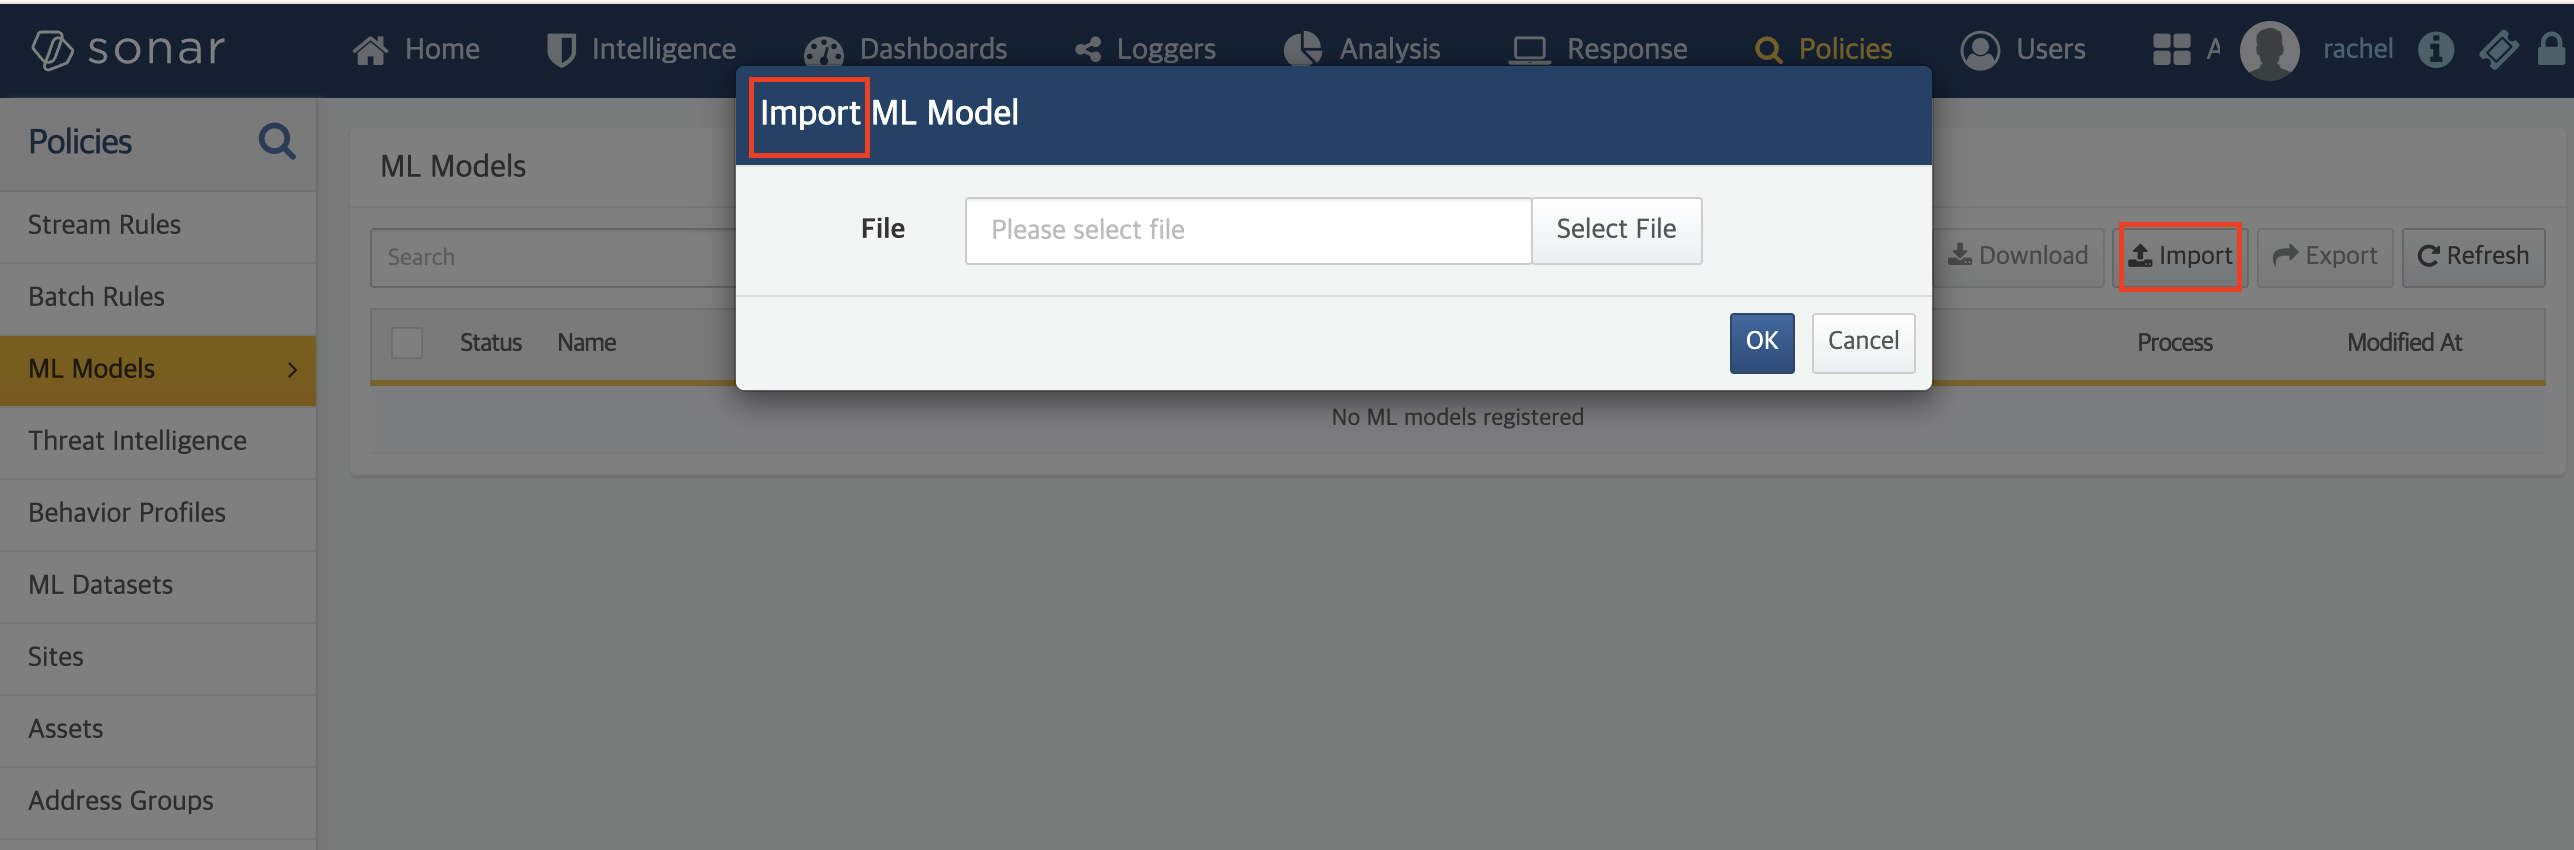 sonar Home Intelligence Dashboards Loggers Analysis Response Policies Users A rachel
Import ML Model
File Please select file Select File
OK Cancel
Policies
Stream Rules
Batch Rules
ML Models
Threat Intelligence
Behavior Profiles
ML Datasets
Sites
Assets
Address Groups
ML Models
Search Download Import Export Refresh
Status Name Process Modified At
No ML models registered